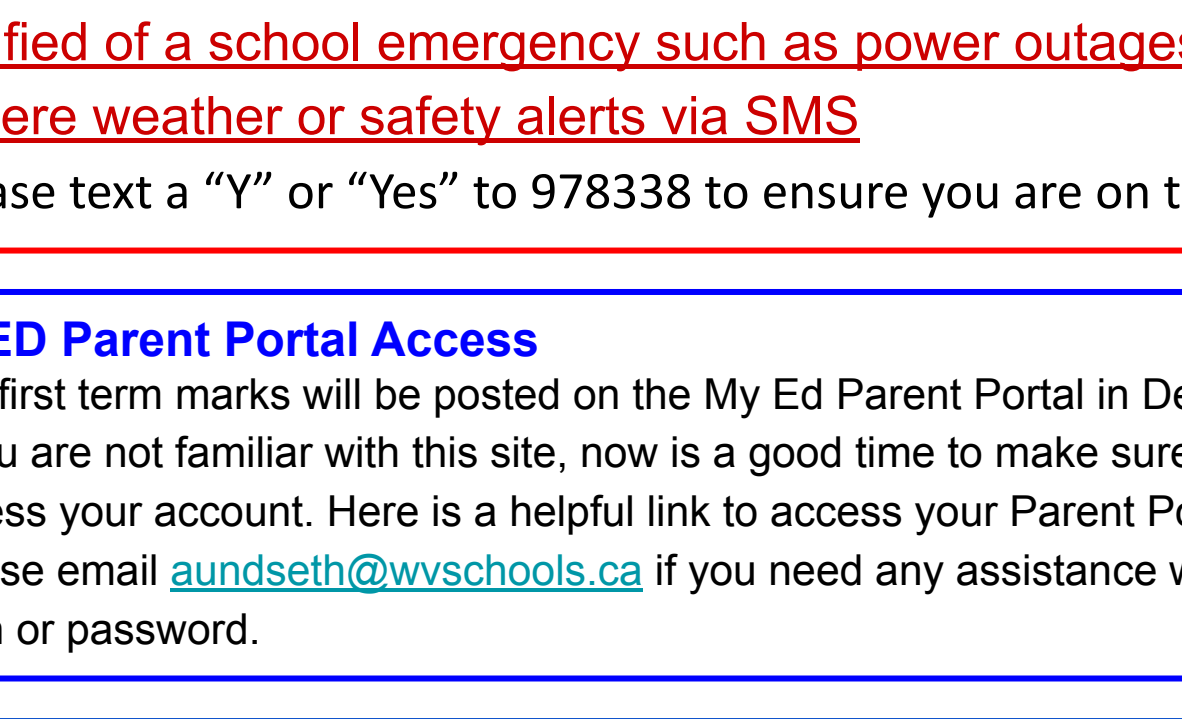 fied of a school emergency such as power outages
ere weather or safety alerts via SMS
ase text a “Y” or “Yes” to 978338 to ensure you are on t
ED Parent Portal Access
first term marks will be posted on the My Ed Parent Portal in De
u are not familiar with this site, now is a good time to make sure
ess your account. Here is a helpful link to access your Parent Po
se email aundseth@wvschools.ca if you need any assistance w
n or password.